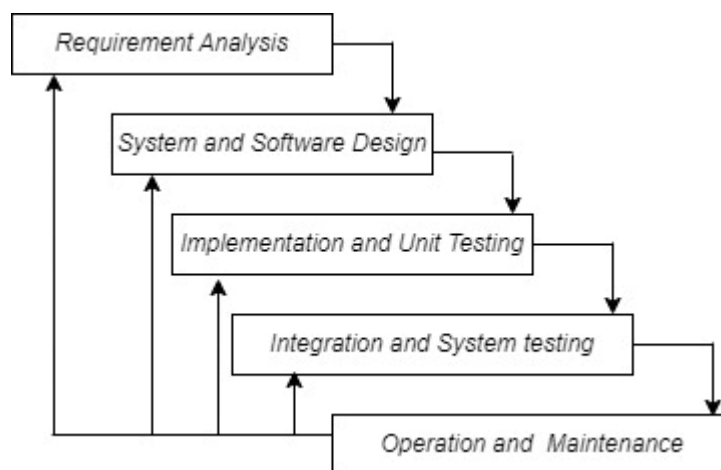 Requirement Analysis
System and Software Design
Implementation and Unit Testing
Integration and System testing
Operation and Maintenance